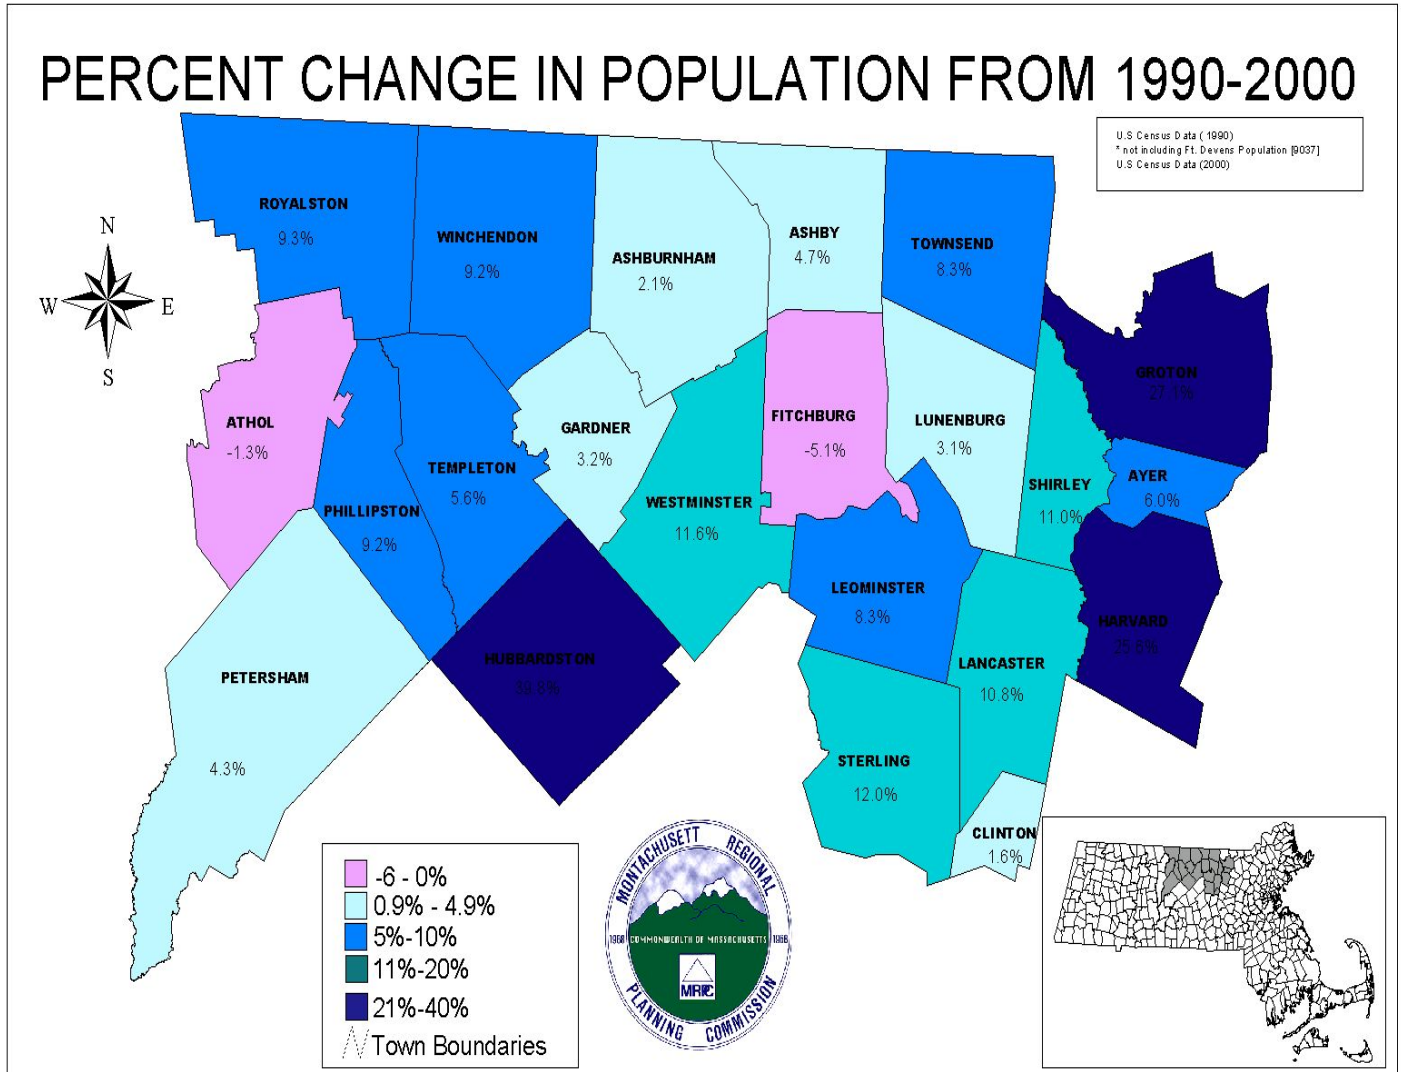 PERCENT CHANGE IN POPULATION FROM 1990-2000
U.S Census Data ( 1990)
* not including Ft. Devens Population [9037]
U.S Census Data (2000)
N
W
E
S
ROYALSTON
9.3%
WINCHENDON
9.2%
ASHBURNHAM
2.1%
ASHBY
4.7%
TOWNSEND
8.3%
GROTON
27.1%
ATHOL
-1.3%
PHILLIPSTON
9.2%
TEMPLETON
5.6%
GARDNER
3.2%
WESTMINSTER
11.6%
FITCHBURG
-5.1%
LUNENBURG
3.1%
SHIRLEY
11.0%
AYER
6.0%
PETERSHAM
4.3%
HUBBARDSTON
39.8%
LEOMINSTER
8.3%
LANCASTER
10.8%
HARVARD
STERLING
12.0%
CLINTON
1.6%
-6 - 0%
0.9% - 4.9%
5%-10%
11%-20%
21%-40%
Town Boundaries
MONTACHUSETT REGIONAL
1968 COMMONWEALTH OF MASSACHUSETTS 1968
MRPC
PLANNING COMMISSION